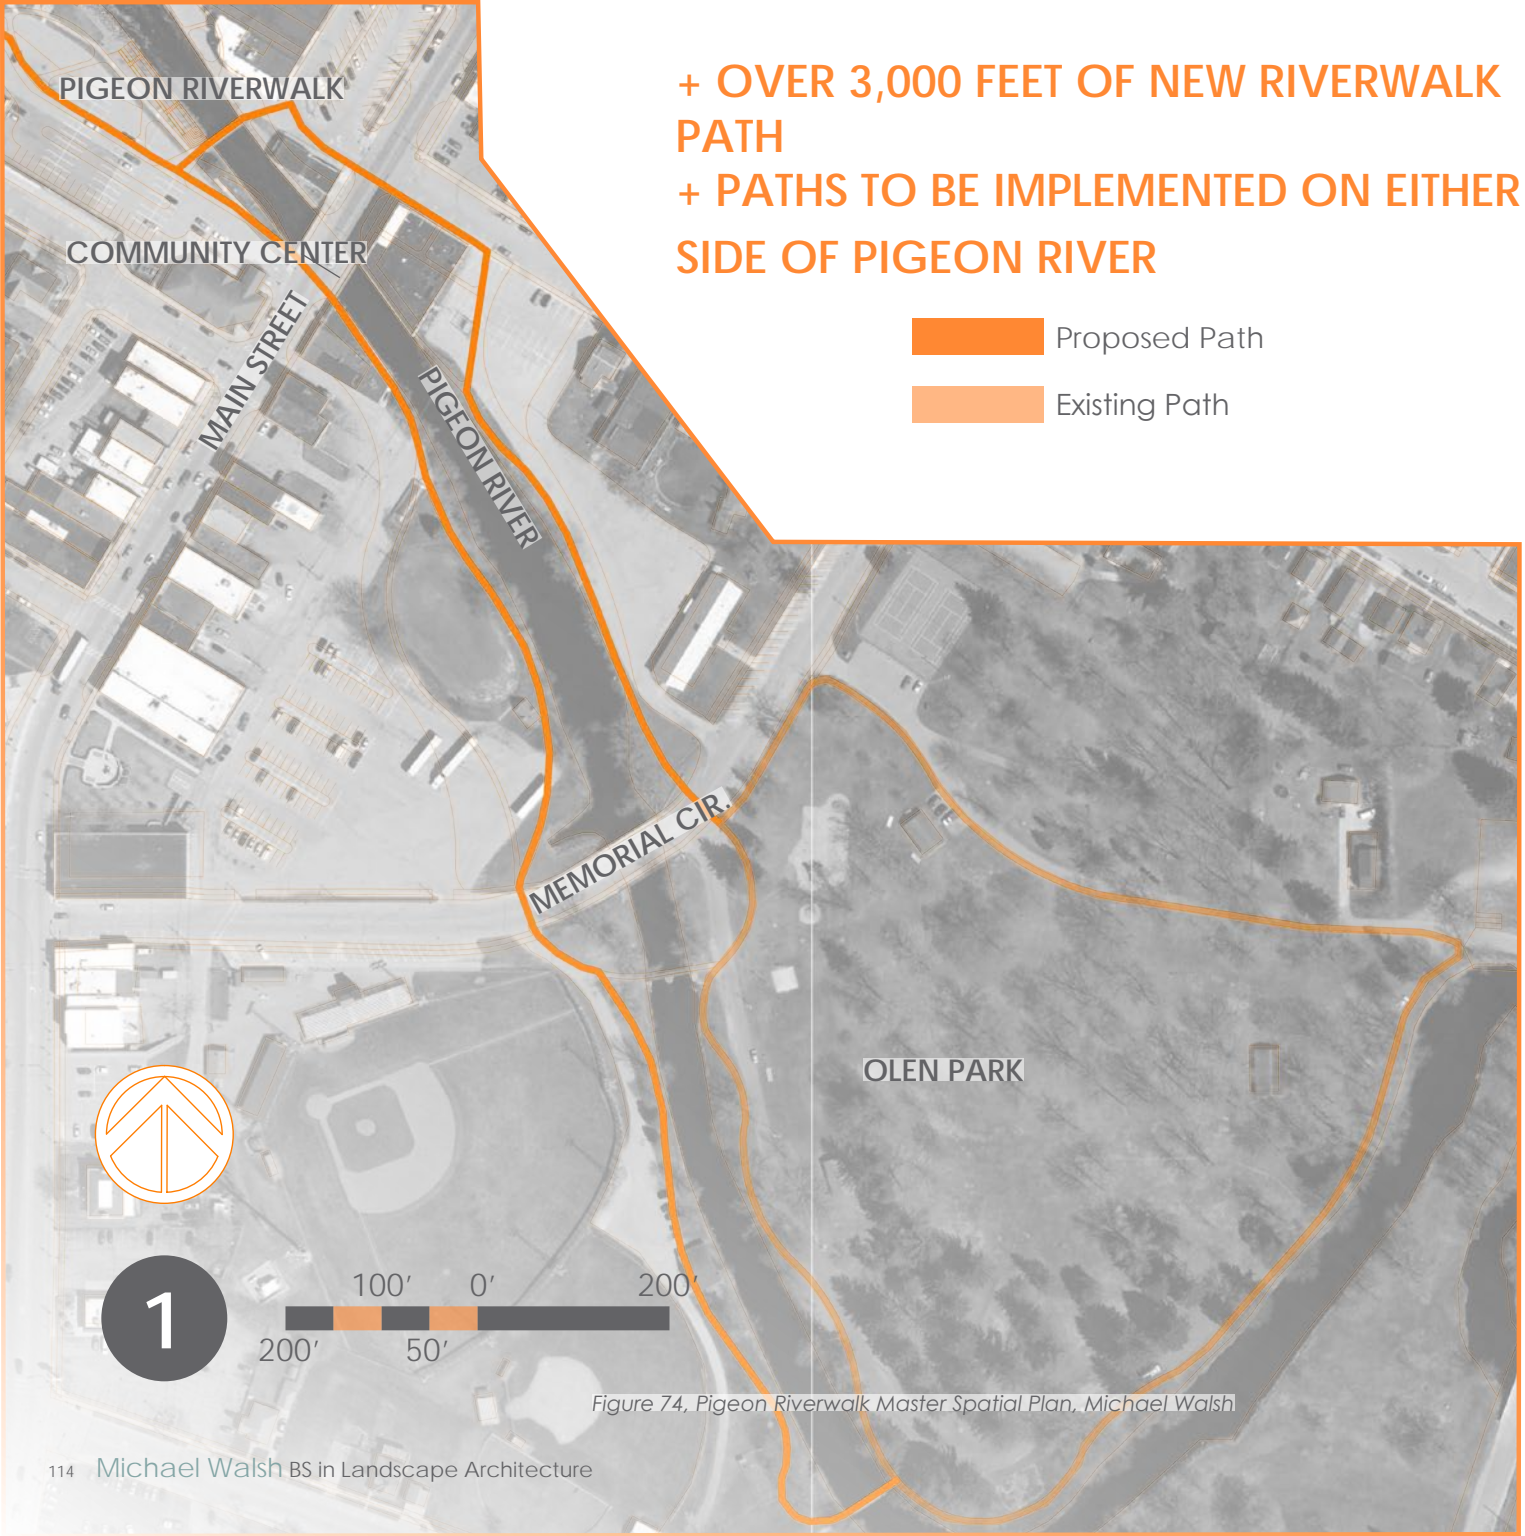 + OVER 3,000 FEET OF NEW RIVERWALK
PATH
+ PATHS TO BE IMPLEMENTED ON EITHER
SIDE OF PIGEON RIVER
Proposed Path
Existing Path
PIGEON RIVERWALK
COMMUNITY CENTER
MAIN STREET
PIGEON RIVER
MEMORIAL CIR.
OLEN PARK
1
100' 0' 200'
200' 50'
Figure 74, Pigeon Riverwalk Master Spatial Plan, Michael Walsh
114 Michael Walsh BS in Landscape Architecture